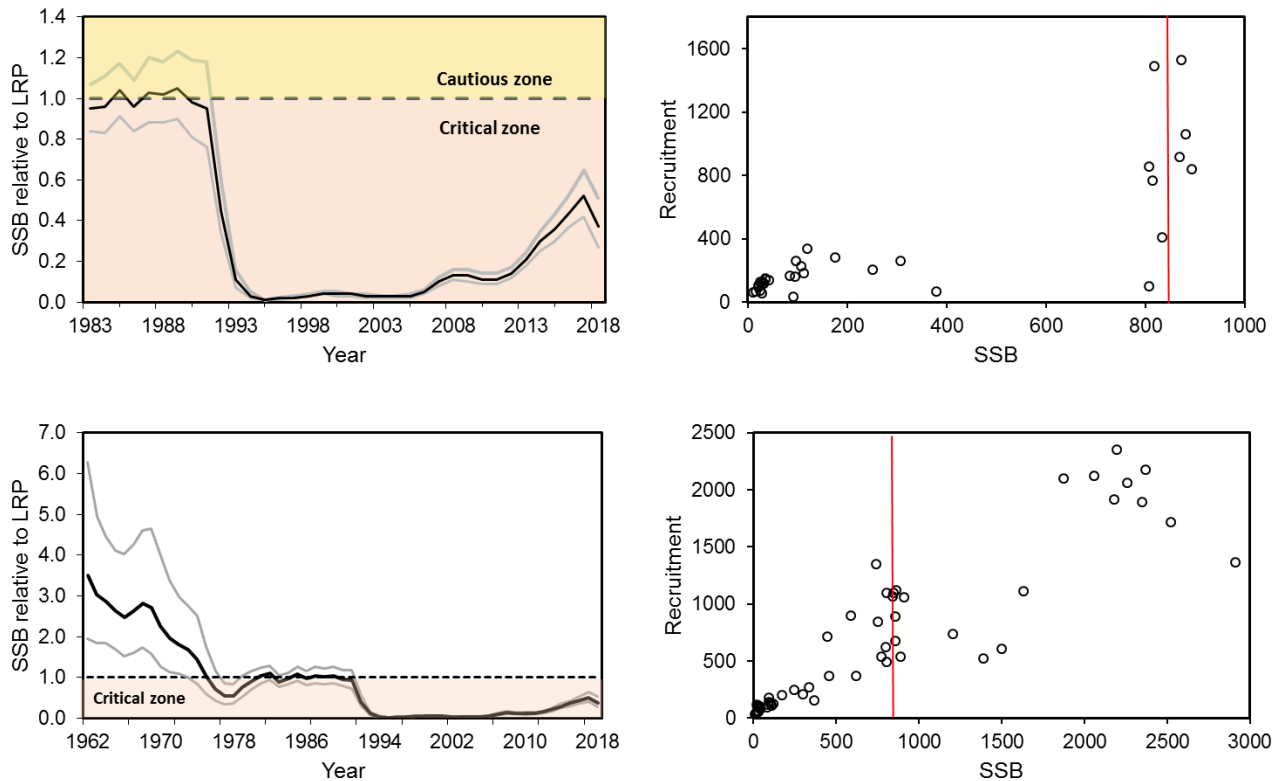 SSB relative to LRP
1.4
1.2
1.0
0.8
0.6
0.4
0.2
0.0
Cautious zone
Critical zone
1983 1988 1993 1998 2003 2008 2013 2018
Year
Recruitment
1600
1200
800
400
0
0 200 400 600 800 1000
SSB
SSB relative to LRP
7.0
6.0
5.0
4.0
3.0
2.0
1.0
0.0
Critical zone
1962 1970 1978 1986 1994 2002 2010 2018
Year
Recruitment
2500
2000
1500
1000
500
0
0 500 1000 1500 2000 2500 3000
SSB